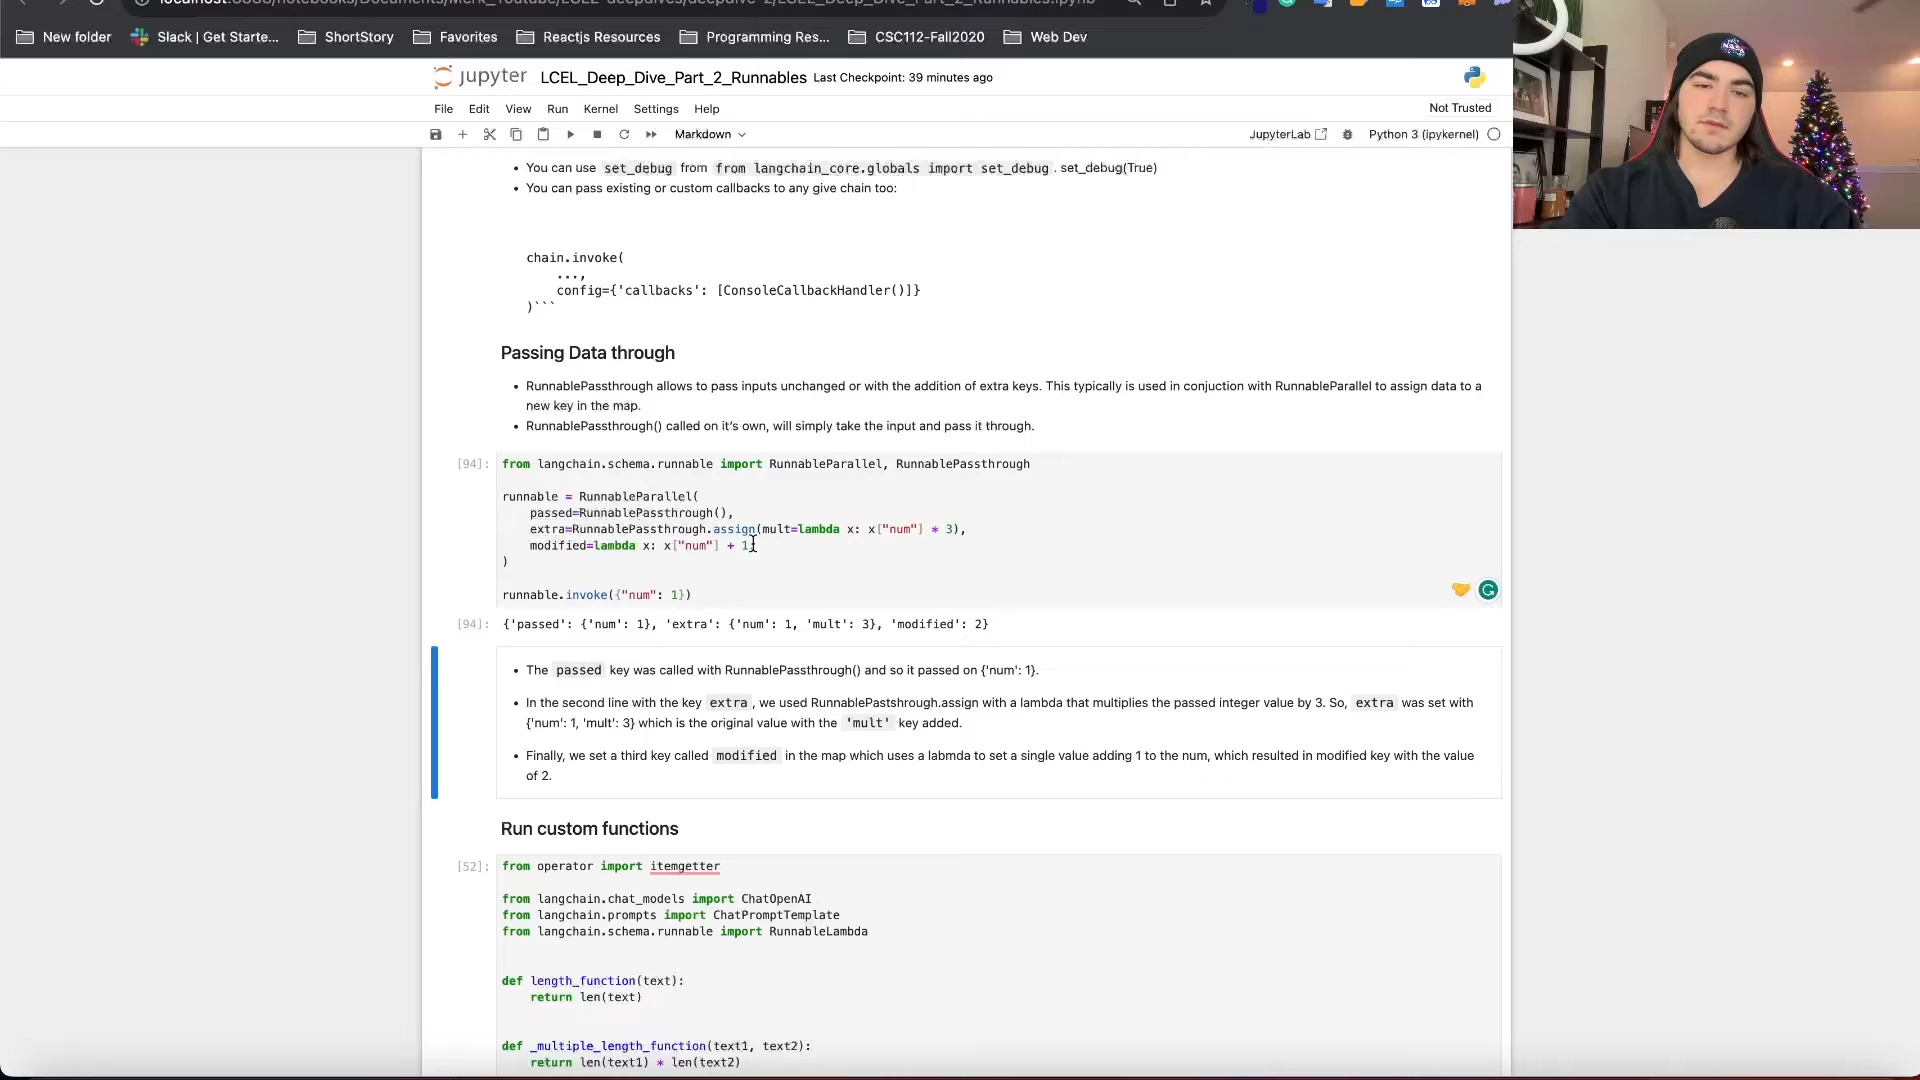 localhost:8888/notebooks/Documents/Merk_Youtube/LCEL-deepdives/deepdive-2/LCEL_Deep_Dive_Part_2_Runnables.ipynb
New folder Slack | Get Starte... ShortStory Favorites Reactjs Resources Programming Res... CSC112-Fall2020 Web Dev
jupyter LCEL_Deep_Dive_Part_2_Runnables Last Checkpoint: 39 minutes ago
File Edit View Run Kernel Settings Help Not Trusted
Markdown JupyterLab Python 3 (ipykernel)
• You can use set_debug from from langchain_core.globals import set_debug . set_debug(True)
• You can pass existing or custom callbacks to any give chain too:
chain.invoke(
...,
config={'callbacks': [ConsoleCallbackHandler()]}
)```
Passing Data through
• RunnablePassthrough allows to pass inputs unchanged or with the addition of extra keys. This typically is used in conjuction with RunnableParallel to assign data to a
new key in the map.
• RunnablePassthrough() called on it's own, will simply take the input and pass it through.
[94]: from langchain.schema.runnable import RunnableParallel, RunnablePassthrough
runnable = RunnableParallel(
passed=RunnablePassthrough(),
extra=RunnablePassthrough.assign(mult=lambda x: x["num"] * 3),
modified=lambda x: x["num"] + 1
)
runnable.invoke({"num": 1})
[94]: {'passed': {'num': 1}, 'extra': {'num': 1, 'mult': 3}, 'modified': 2}
• The passed key was called with RunnablePassthrough() and so it passed on {'num': 1}.
• In the second line with the key extra , we used RunnablePastshrough.assign with a lambda that multiplies the passed integer value by 3. So, extra was set with
{'num': 1, 'mult': 3} which is the original value with the 'mult' key added.
• Finally, we set a third key called modified in the map which uses a labmda to set a single value adding 1 to the num, which resulted in modified key with the value
of 2.
Run custom functions
[52]: from operator import itemgetter
from langchain.chat_models import ChatOpenAI
from langchain.prompts import ChatPromptTemplate
from langchain.schema.runnable import RunnableLambda
def length_function(text):
return len(text)
def _multiple_length_function(text1, text2):
return len(text1) * len(text2)